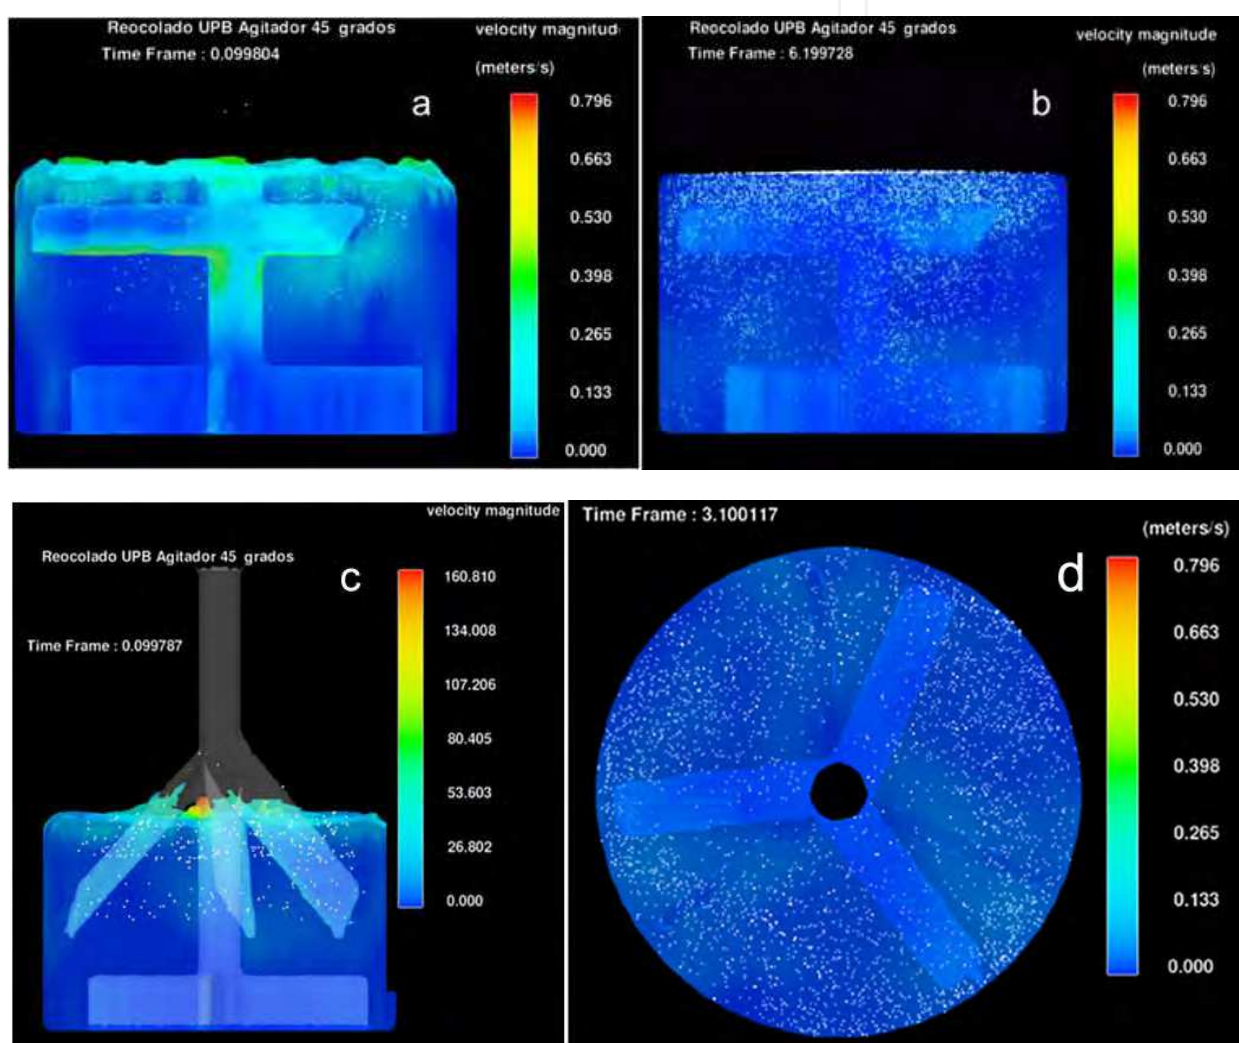 Reocolado UPB Agitador 45 grados
velocity magnitud
Time Frame : 0.099804
(meters/s)
a
0.796
0.663
0.530
0.398
0.265
0.133
0.000
Reocolado UPB Agitador 45 grados
velocity magnitude
Time Frame : 6.199728
(meters/s)
b
0.796
0.663
0.530
0.398
0.265
0.133
0.000
velocity magnitude
Reocolado UPB Agitador 45 grados
c
Time Frame : 0.099787
160.810
134.008
107.206
80.405
53.603
26.802
0.000
Time Frame : 3.100117
(meters/s)
d
0.796
0.663
0.530
0.398
0.265
0.133
0.000